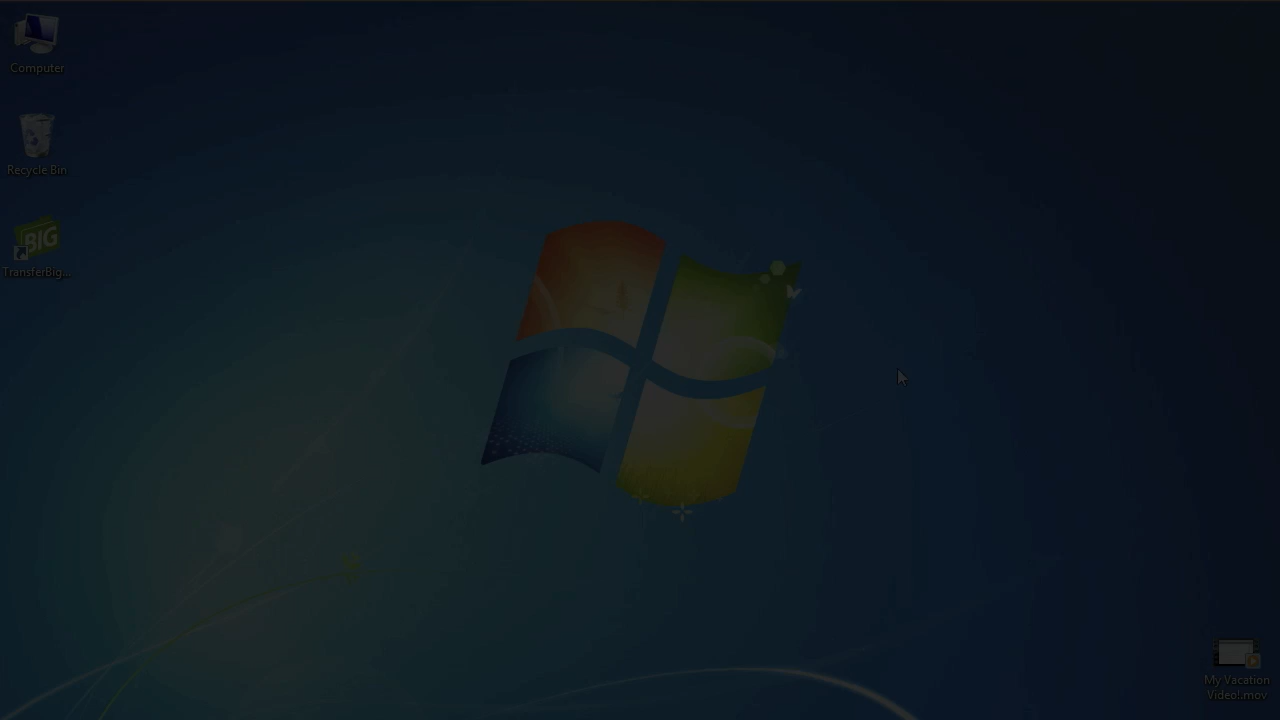 Computer
Recycle Bin
BIG
TransferBig...
My Vacation
Video!.mov